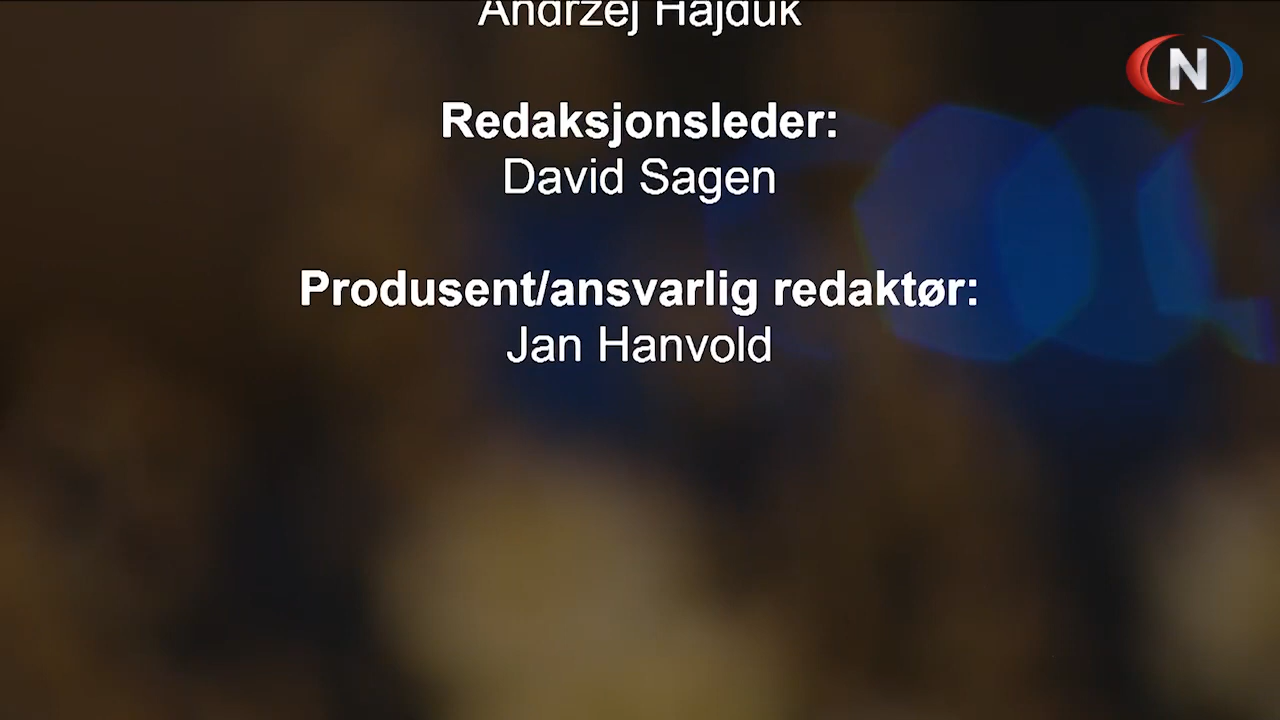 Andrzej Hajduk
N
Redaksjonsleder:
David Sagen
Produsent/ansvarlig redaktør:
Jan Hanvold